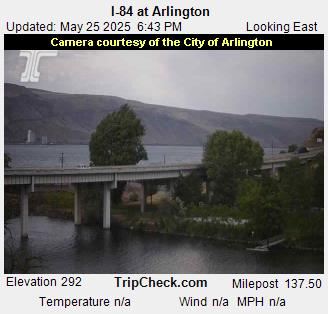 I-84 at Arlington
Updated: May 25 2025 6:43 PM Looking East
Camera courtesy of the City of Arlington
I-84
Elevation 292 TripCheck.com Milepost 137.50
Temperature n/a Wind n/a MPH n/a